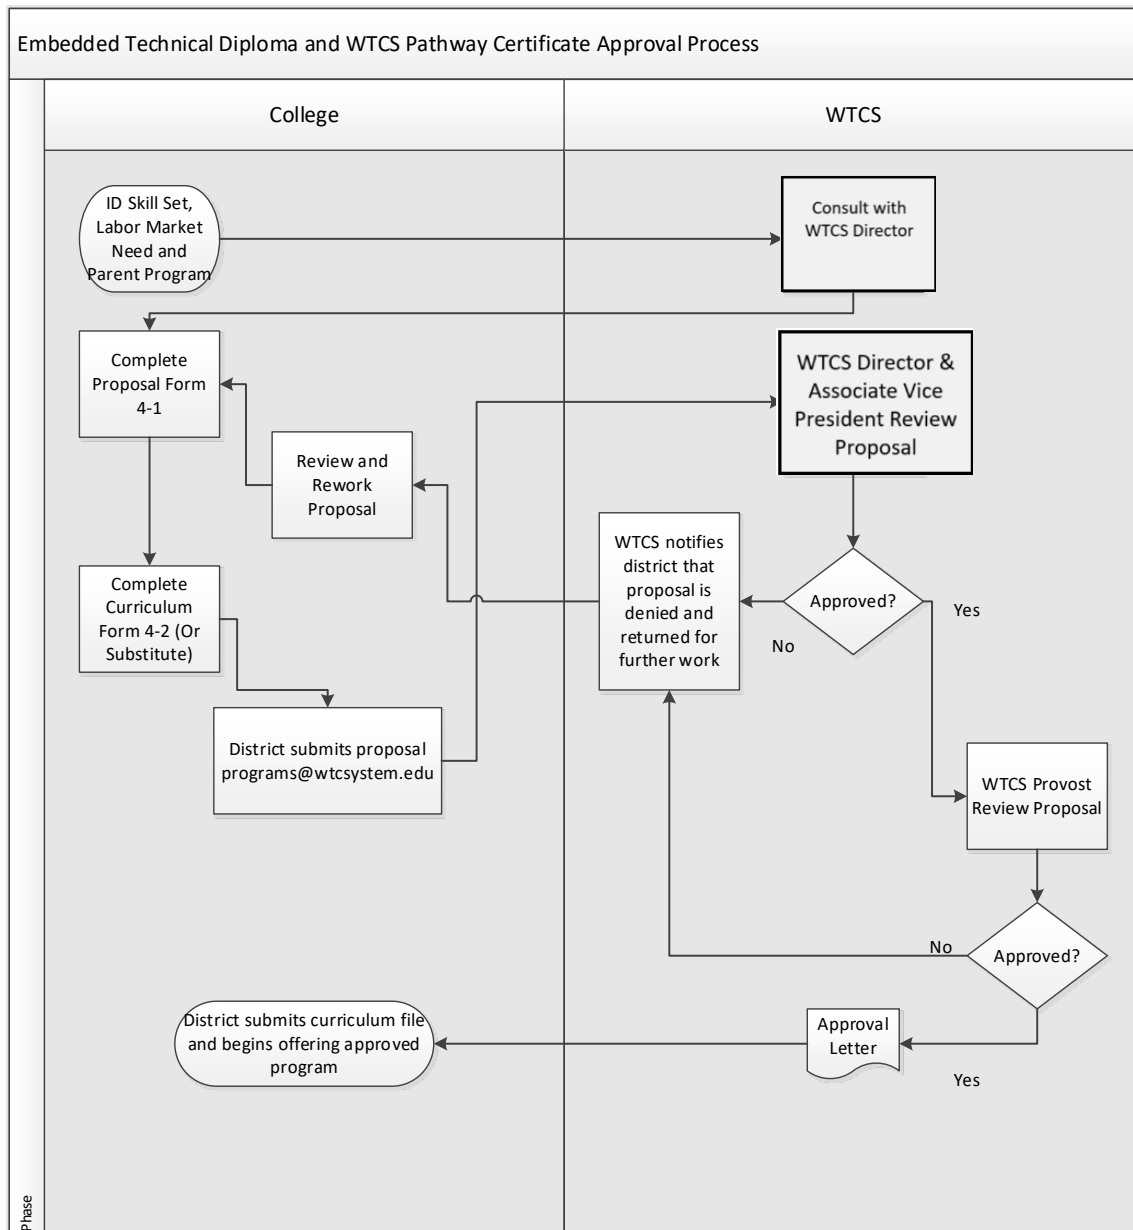 Embedded Technical Diploma and WTCS Pathway Certificate Approval Process
College
WTCS
ID Skill Set,
Labor Market
Need and
Parent Program
Consult with
WTCS Director
Complete
Proposal Form
4-1
WTCS Director &
Associate Vice
President Review
Proposal
Review and
Rework
Proposal
WTCS notifies
district that
proposal is
denied and
returned for
further work
Approved?
Yes
No
Complete
Curriculum
Form 4-2 (Or
Substitute)
District submits proposal
programs@wtcsystem.edu
WTCS Provost
Review Proposal
No
Approved?
District submits curriculum file
and begins offering approved
program
Approval
Letter
Yes
Phase